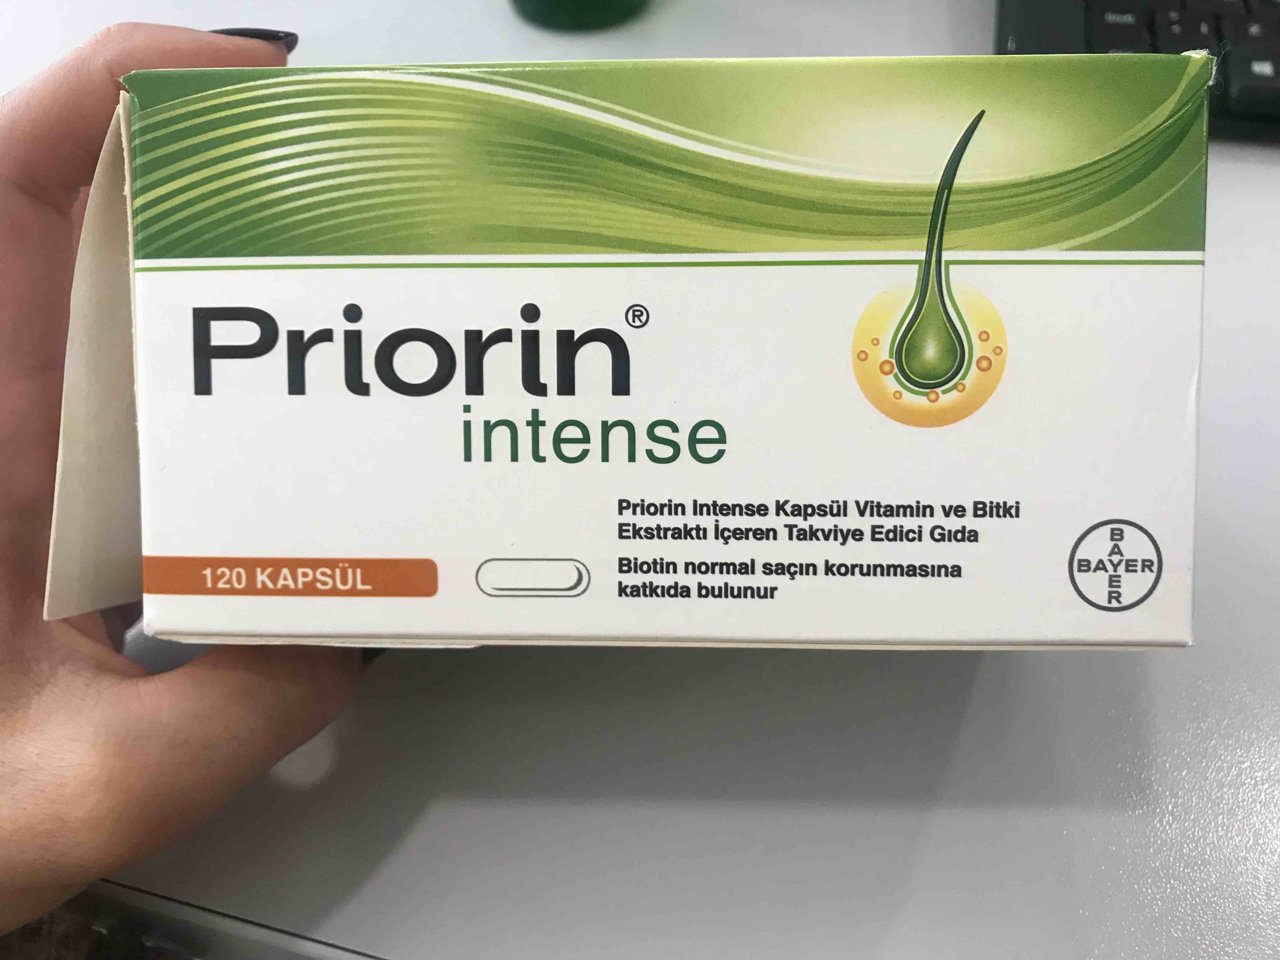 Priorin®
intense
Priorin Intense Kapsül Vitamin ve Bitki
Ekstraktı İçeren Takviye Edici Gıda
Biotin normal saçın korunmasına
katkıda bulunur
120 KAPSÜL
BAYER
BAYER